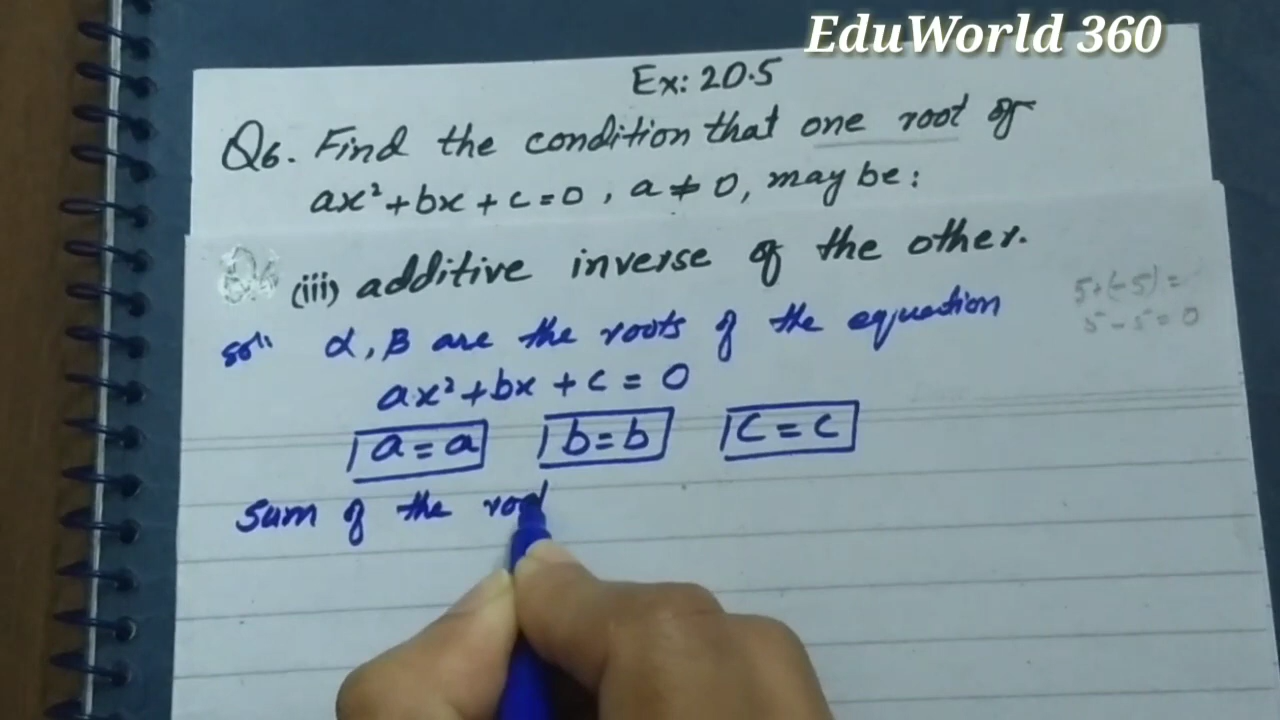 EduWorld 360
Ex: 20.5
Q6. Find the condition that one root of
ax²+bx+c=0, a≠0, may be:
(iii) additive inverse of the other.
5+(-5)=
5-5=0
sol: α, β are the roots of the equation
ax²+bx+c=0
a=a b=b c=c
Sum of the root